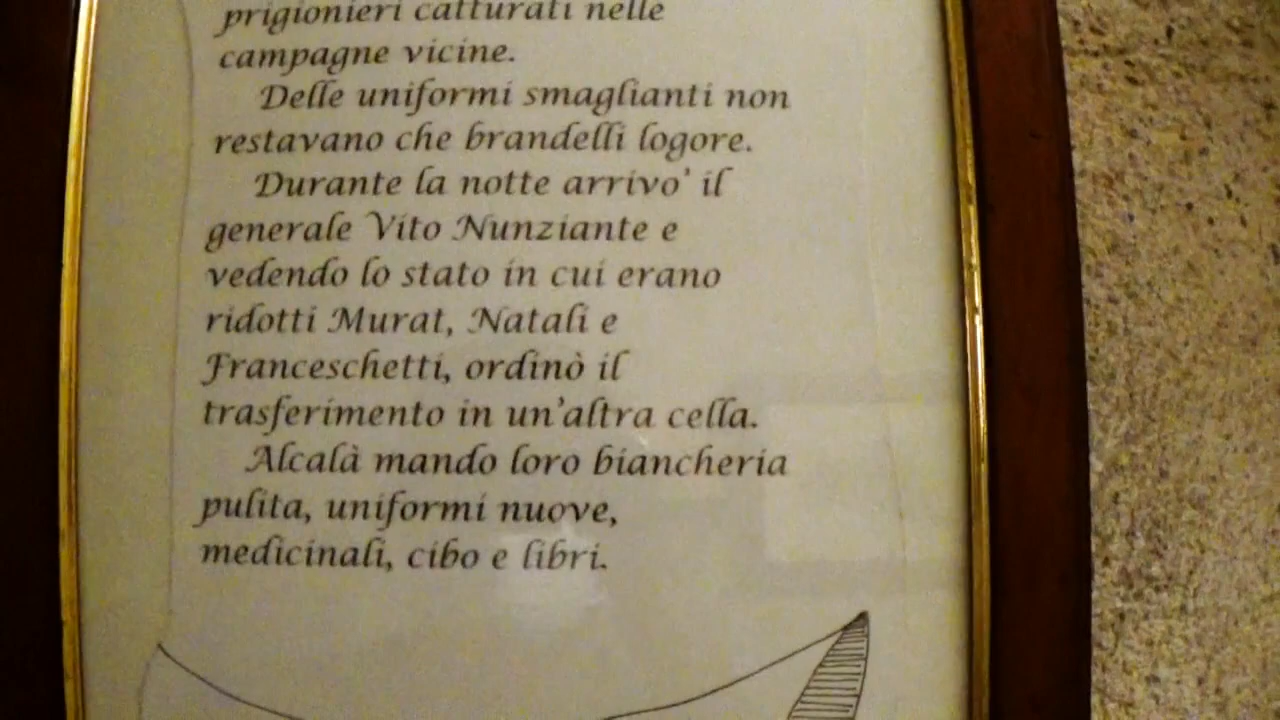 prigionieri catturati nelle
campagne vicine.
Delle uniformi smaglianti non
restavano che brandelli logore.
Durante la notte arrivo' il
generale Vito Nunziante e
vedendo lo stato in cui erano
ridotti Murat, Natali e
Franceschetti, ordinò il
trasferimento in un'altra cella.
Alcalà mando loro biancheria
pulita, uniformi nuove,
medicinali, cibo e libri.